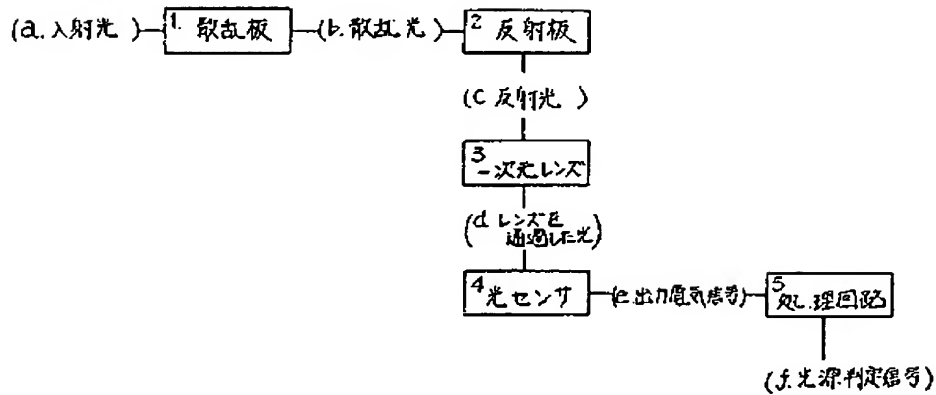 (a.入射光)
1. 散乱板
(b.散乱光)
2 反射板
(c 反射光)
3
一次元レンズ
(d レンズを
通過した光)
4 光センサ
(e.出力電気信号)
5
処理回路
(f.光源判定信号)